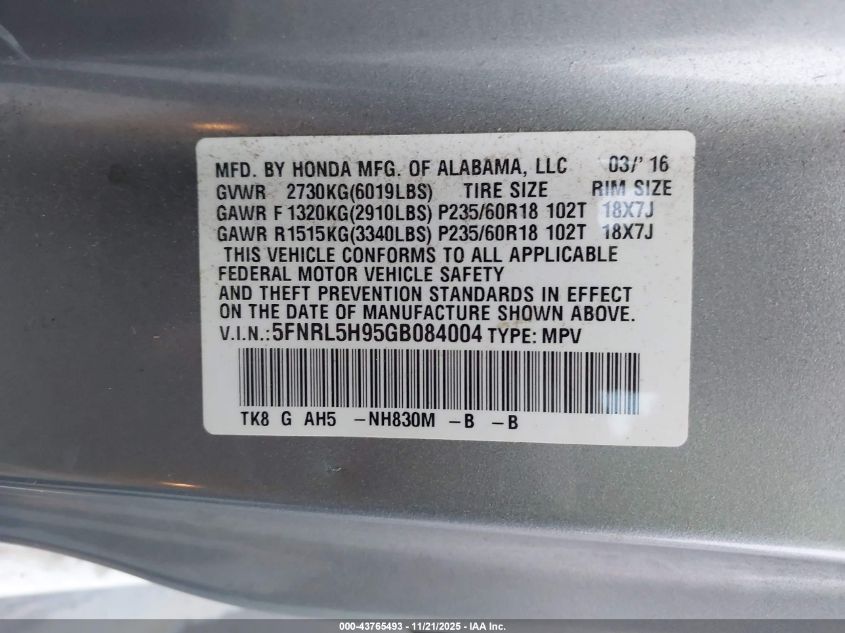 MFD. BY HONDA MFG. OF ALABAMA, LLC 03/' 16
GVWR 2730KG(6019LBS) TIRE SIZE RIM SIZE
GAWR F 1320KG(2910LBS) P235/60R18 102T 18X7J
GAWR R1515KG(3340LBS) P235/60R18 102T 18X7J
THIS VEHICLE CONFORMS TO ALL APPLICABLE
FEDERAL MOTOR VEHICLE SAFETY
AND THEFT PREVENTION STANDARDS IN EFFECT
ON THE DATE OF MANUFACTURE SHOWN ABOVE.
V.I.N.: 5FNRL5H95GB084004 TYPE: MPV
TK8 G AH5 -NH830M -B -B
000-43765493 - 11/21/2025 - IAA Inc.